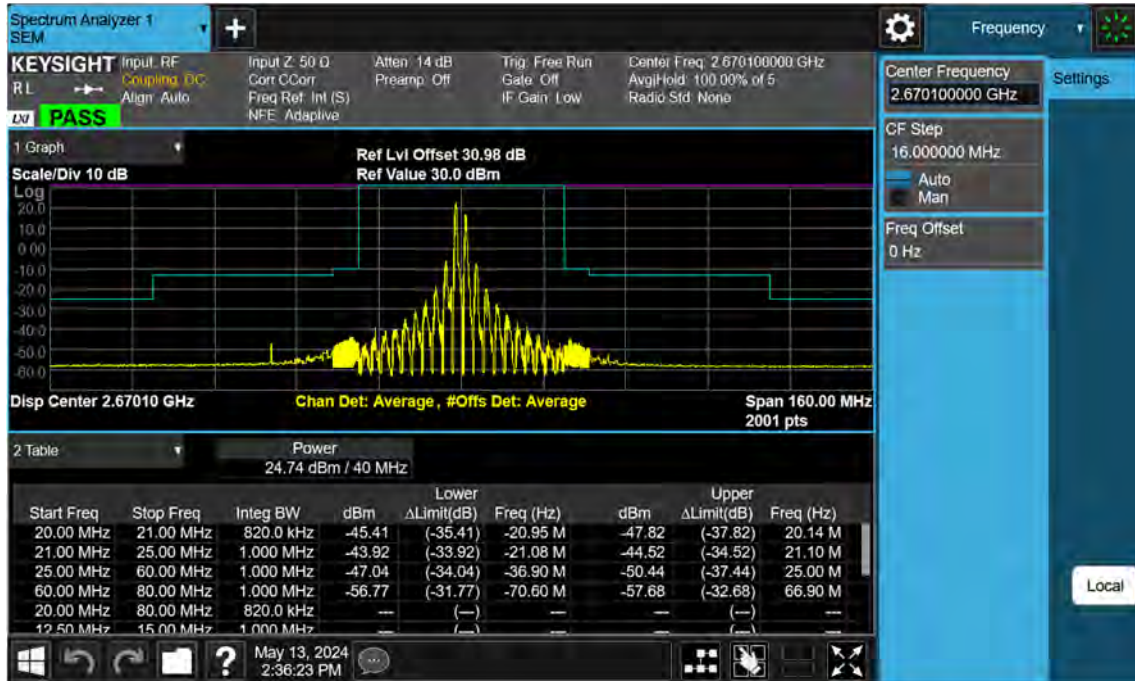 Spectrum Analyzer 1
SEM
Frequency
KEYSIGHT
RL
LXI PASS
Input: RF
Coupling: DC
Align: Auto
Input Z: 50 Ω
Corr CCorr
Freq Ref: Int (S)
NFE: Adaptive
Atten: 14 dB
Preamp: Off
Trig: Free Run
Gate: Off
IF Gain: Low
Center Freq: 2.670100000 GHz
Avg|Hold: 100.00% of 5
Radio Std: None
Center Frequency
2.670100000 GHz
Settings
CF Step
16.000000 MHz
Auto
Man
Freq Offset
0 Hz
Local
1 Graph
Scale/Div 10 dB
Ref Lvl Offset 30.98 dB
Ref Value 30.0 dBm
Log
20.0
10.0
0.00
-10.0
-20.0
-30.0
-40.0
-50.0
-60.0
Disp Center 2.67010 GHz
Chan Det: Average , #Offs Det: Average
Span 160.00 MHz
2001 pts
2 Table
Power
24.74 dBm / 40 MHz
Lower Upper
Start Freq Stop Freq Integ BW dBm ΔLimit(dB) Freq (Hz) dBm ΔLimit(dB) Freq (Hz)
20.00 MHz 21.00 MHz 820.0 kHz -45.41 (-35.41) -20.95 M -47.82 (-37.82) 20.14 M
21.00 MHz 25.00 MHz 1.000 MHz -43.92 (-33.92) -21.08 M -44.52 (-34.52) 21.10 M
25.00 MHz 60.00 MHz 1.000 MHz -47.04 (-34.04) -36.90 M -50.44 (-37.44) 25.00 M
60.00 MHz 80.00 MHz 1.000 MHz -56.77 (-31.77) -70.60 M -57.68 (-32.68) 66.90 M
20.00 MHz 80.00 MHz 820.0 kHz --- (---) --- --- (---) ---
12.50 MHz 15.00 MHz 1.000 MHz --- (---) --- --- (---) ---
?
May 13, 2024
2:36:23 PM